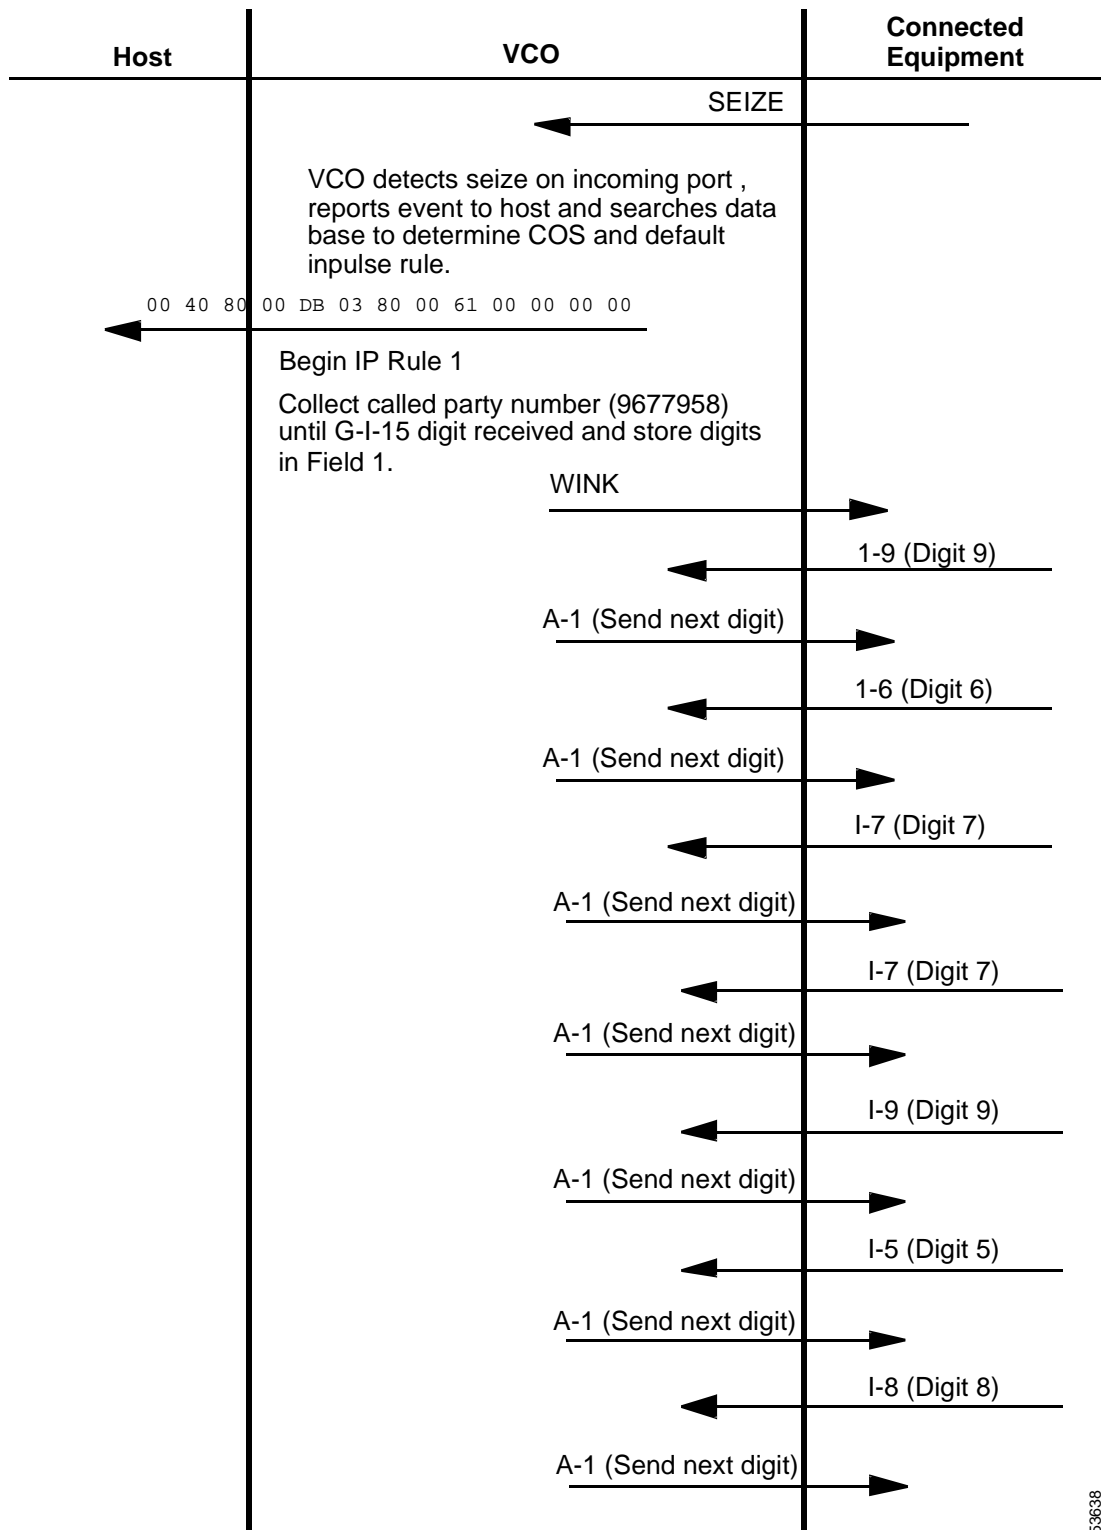 Host
VCO
Connected
Equipment
SEIZE
VCO detects seize on incoming port ,
reports event to host and searches data
base to determine COS and default
inpulse rule.
00 40 80 00 DB 03 80 00 61 00 00 00 00
Begin IP Rule 1
Collect called party number (9677958)
until G-I-15 digit received and store digits
in Field 1.
WINK
1-9 (Digit 9)
A-1 (Send next digit)
1-6 (Digit 6)
A-1 (Send next digit)
I-7 (Digit 7)
A-1 (Send next digit)
I-7 (Digit 7)
A-1 (Send next digit)
I-9 (Digit 9)
A-1 (Send next digit)
I-5 (Digit 5)
A-1 (Send next digit)
I-8 (Digit 8)
A-1 (Send next digit)
53638